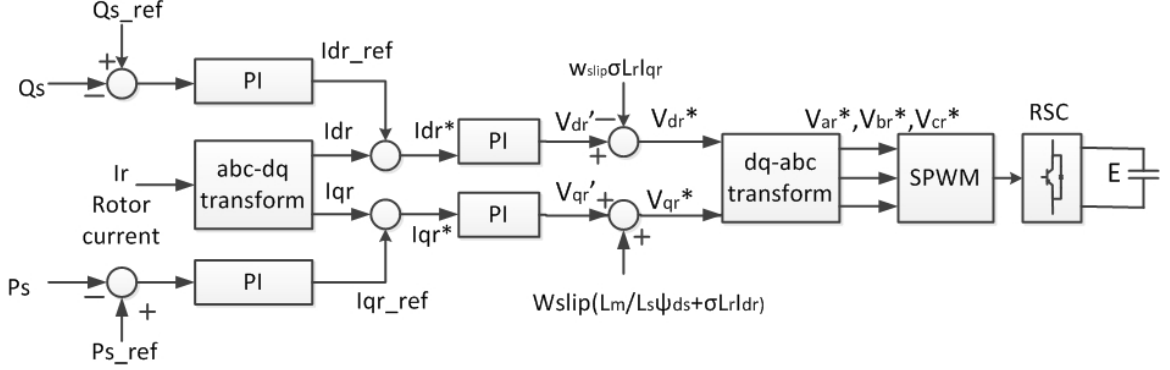 Qs_ref
+
Qs
−
PI
Idr_ref
wslipσLrIqr
Idr
Idr*
PI
Vdr'
−
+
Vdr*
Var*,Vbr*,Vcr*
RSC
Ir
Rotor
current
abc-dq
transform
dq-abc
transform
SPWM
E
Iqr
Iqr*
PI
Vqr'
+
+
Vqr*
Ps
−
+
PI
Iqr_ref
Wslip(Lm/Lsψds+σLrIdr)
Ps_ref